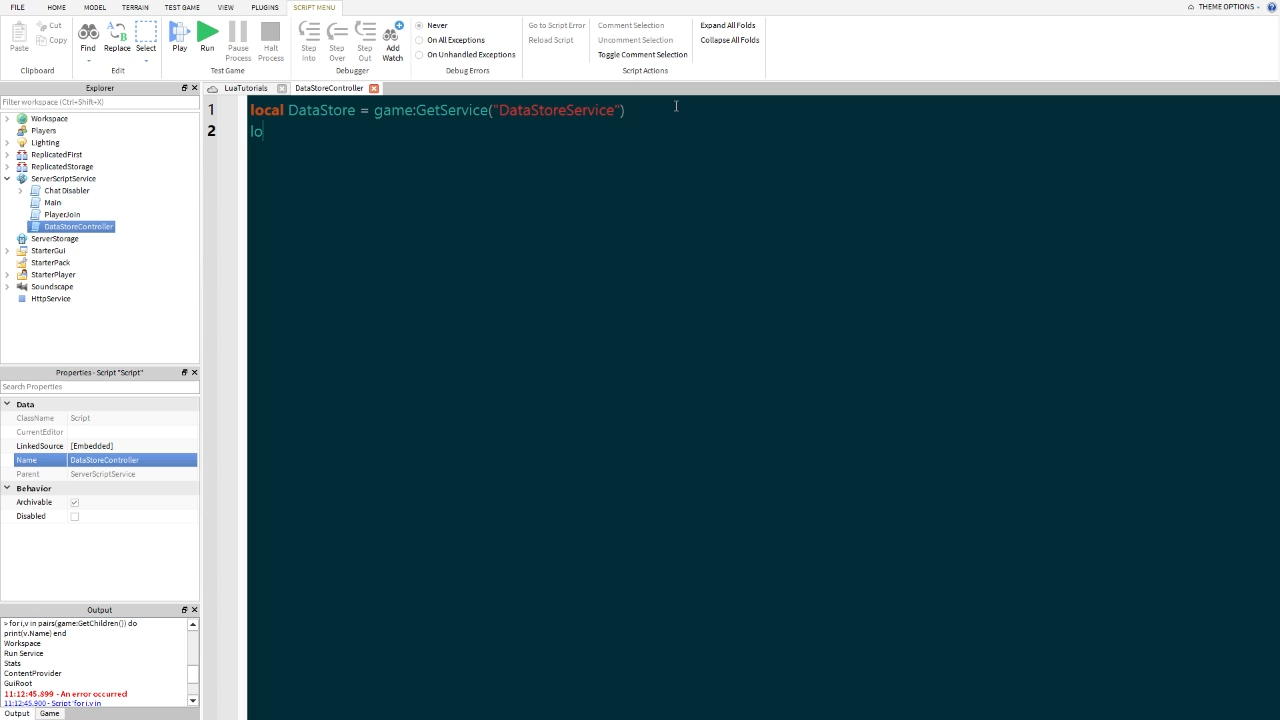 FILE HOME MODEL TERRAIN TEST GAME VIEW PLUGINS SCRIPT MENU THEME OPTIONS
Paste Cut Copy
Clipboard
Find Replace Select
Edit
Play Run Pause Process Halt Process
Test Game
Step Into Step Over Step Out Add Watch
Debugger
Never
On All Exceptions
On Unhandled Exceptions
Debug Errors
Go to Script Error
Reload Script
Comment Selection
Uncomment Selection
Toggle Comment Selection
Expand All Folds
Collapse All Folds
Script Actions
Explorer
Filter workspace (Ctrl+Shift+X)
Workspace
Players
Lighting
ReplicatedFirst
ReplicatedStorage
ServerScriptService
Chat Disabler
Main
PlayerJoin
DataStoreController
ServerStorage
StarterGui
StarterPack
StarterPlayer
Soundscape
HttpService
Properties - Script "Script"
Search Properties
Data
ClassName Script
CurrentEditor
LinkedSource [Embedded]
Name DataStoreController
Parent ServerScriptService
Behavior
Archivable
Disabled
Output
> for i,v in pairs(game:GetChildren()) do
print(v.Name) end
Workspace
Run Service
Stats
ContentProvider
GuiRoot
11:12:45.899 - An error occurred
11:12:45.900 - Script 'for i,v in
Output Game
LuaTutorials DataStoreController
1 local DataStore = game:GetService("DataStoreService")
2 lo